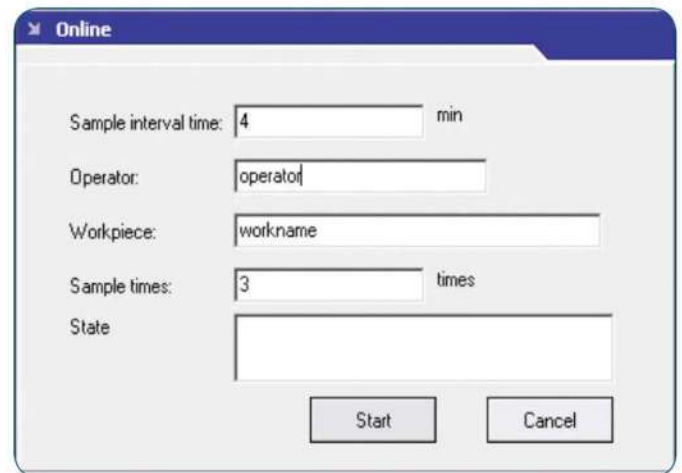 Online
Sample interval time: 4 min
Operator: operator
Workpiece: workname
Sample times: 3 times
State
Start Cancel